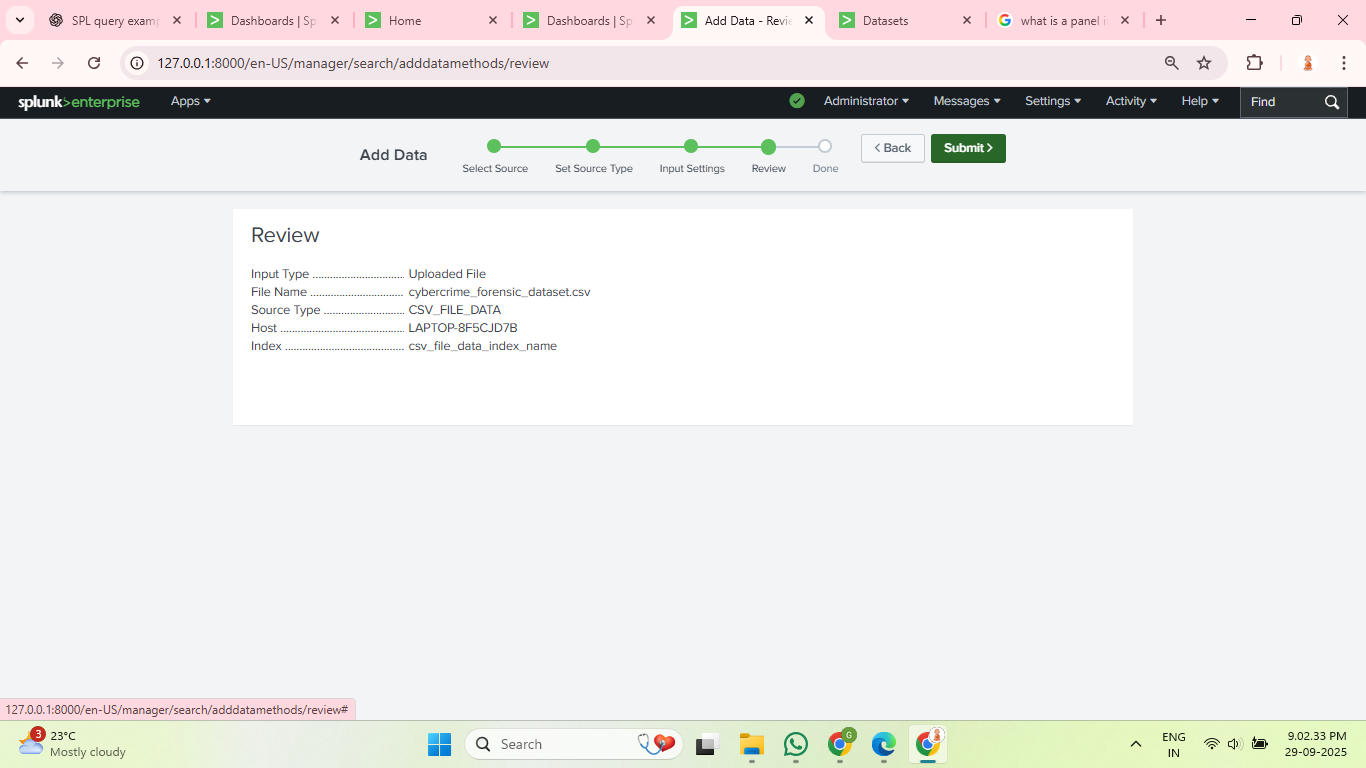 SPL query examp
Dashboards | Sp
Home
Dashboards | Sp
Add Data - Revie
Datasets
what is a panel i
127.0.0.1:8000/en-US/manager/search/adddatamethods/review
splunk>enterprise
Apps
Administrator
Messages
Settings
Activity
Help
Find
Add Data
Select Source
Set Source Type
Input Settings
Review
Done
< Back
Submit >
Review
Input Type ............................... Uploaded File
File Name ............................... cybercrime_forensic_dataset.csv
Source Type ........................... CSV_FILE_DATA
Host .......................................... LAPTOP-8F5CJD7B
Index ........................................ csv_file_data_index_name
127.0.0.1:8000/en-US/manager/search/adddatamethods/review#
3
23°C
Mostly cloudy
Search
G
ENG
IN
9.02.33 PM
29-09-2025